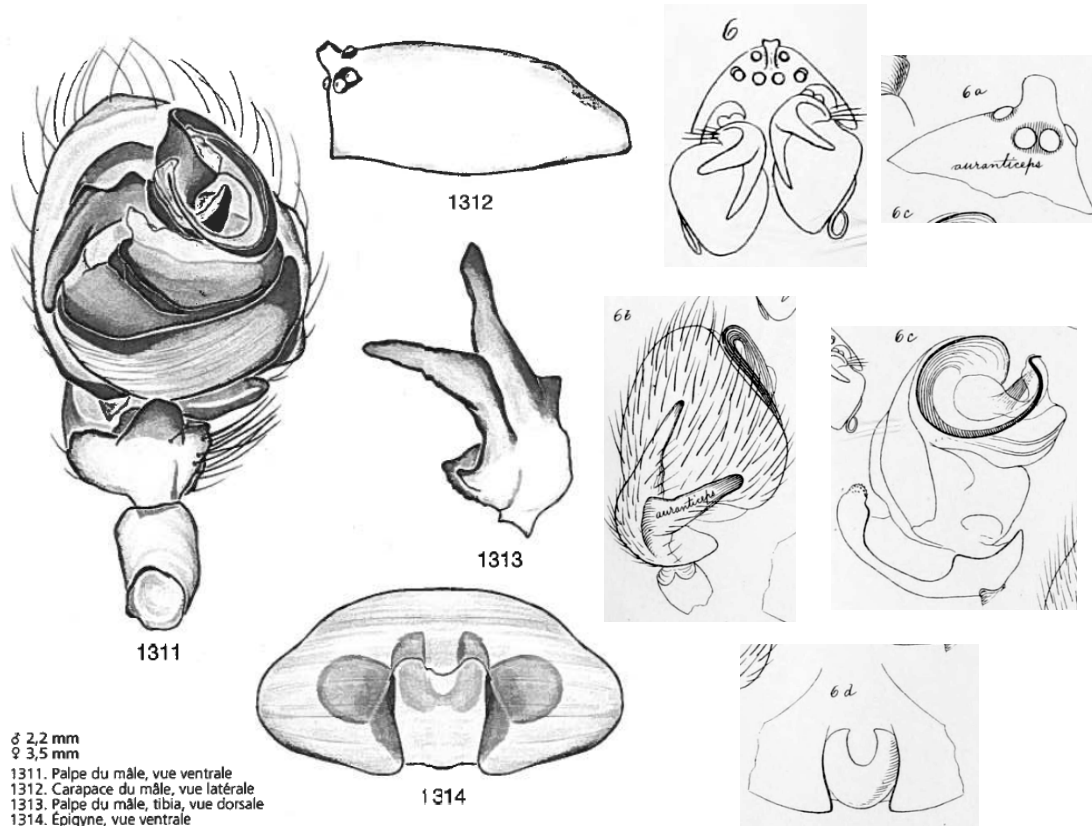 6
6a
auranticeps
6c
1312
6b
auranticeps
6c
1313
1311
6d
1314
♂ 2,2 mm
♀ 3,5 mm
1311. Palpe du mâle, vue ventrale
1312. Carapace du mâle, vue latérale
1313. Palpe du mâle, tibia, vue dorsale
1314. Épigyne, vue ventrale